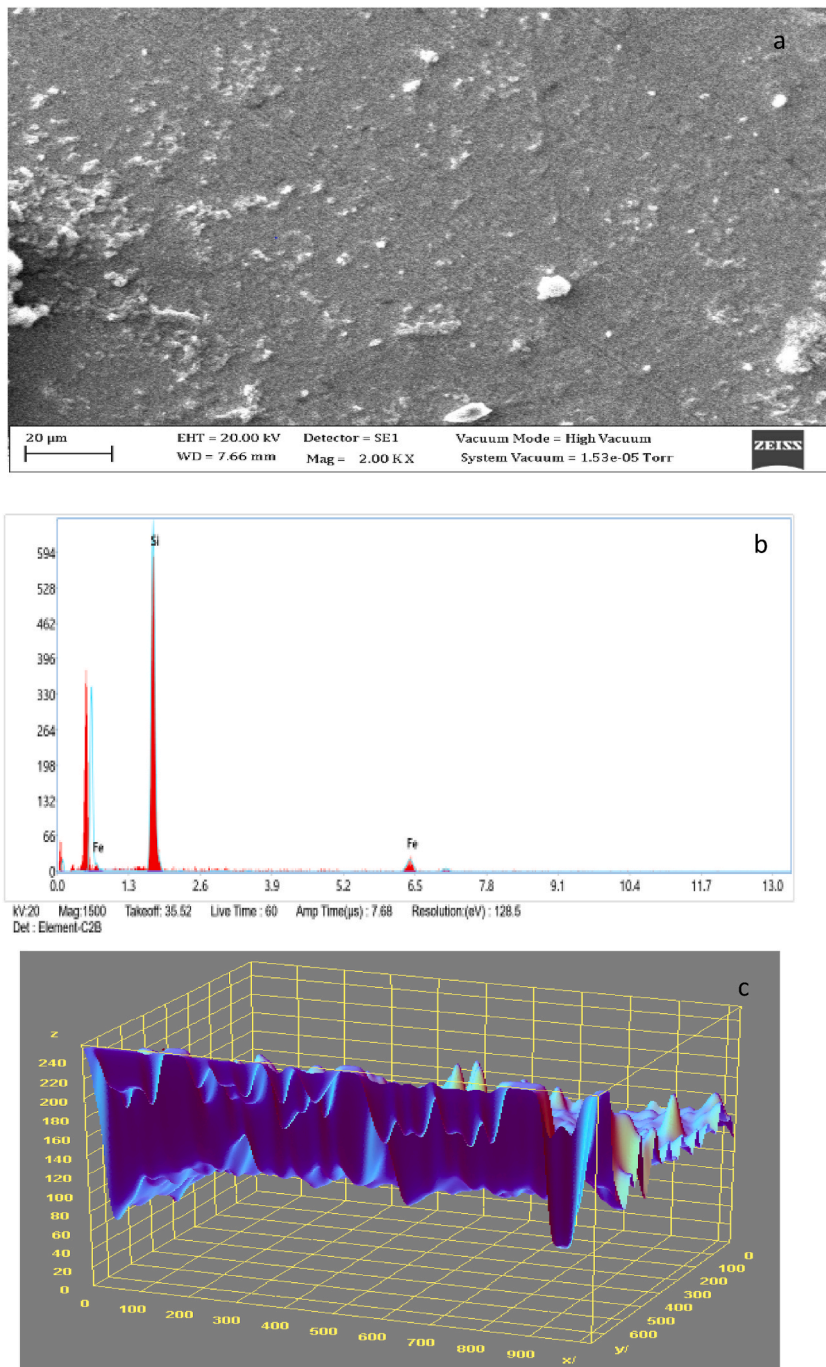 a
20 µm
EHT = 20.00 kV Detector = SE1 Vacuum Mode = High Vacuum
WD = 7.66 mm Mag = 2.00 K X System Vacuum = 1.53e-05 Torr
ZEISS
b
Si
594
528
462
396
330
264
198
132
66
0
Fe Fe
0.0 1.3 2.6 3.9 5.2 6.5 7.8 9.1 10.4 11.7 13.0
kV:20 Mag:1500 Takeoff: 35.52 Live Time : 60 Amp Time(µs) : 7.68 Resolution:(eV) : 128.5
Det : Element-C2B
c
z
240
220
200
180
160
140
120
100
80
60
40
20
0
0 100 200 300 400 500 600 700 800 900 x/
y/ 600 500 400 300 200 100 0